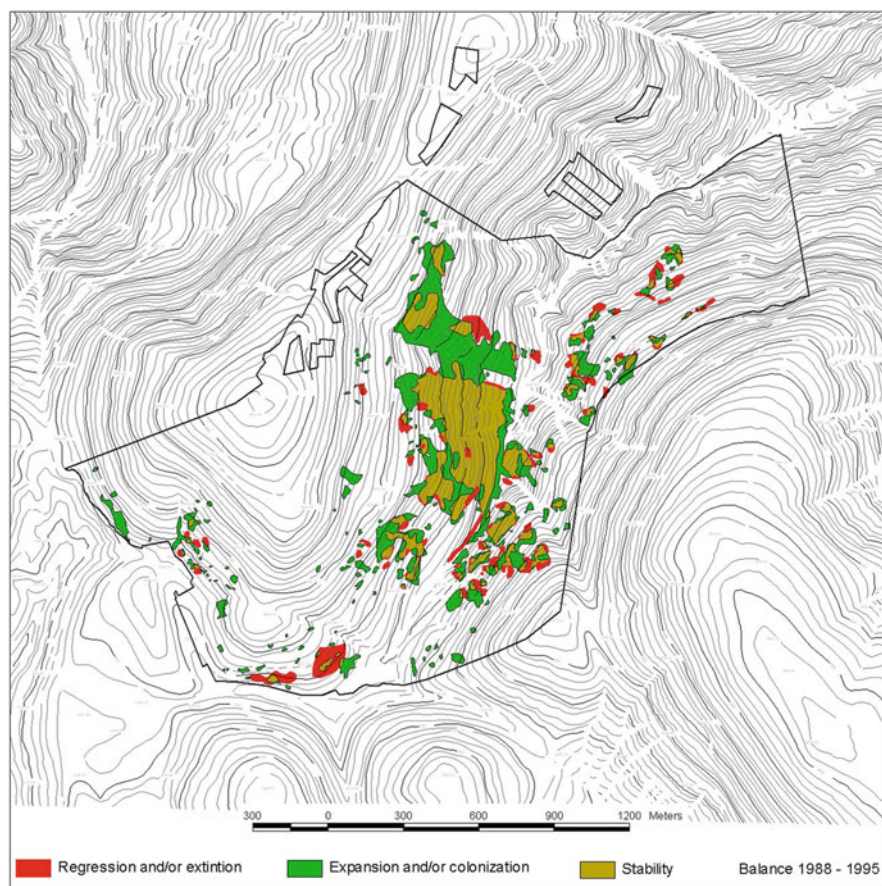 300 0 300 600 900 1200 Meters
Regression and/or extintion Expansion and/or colonization Stability Balance 1988 - 1995